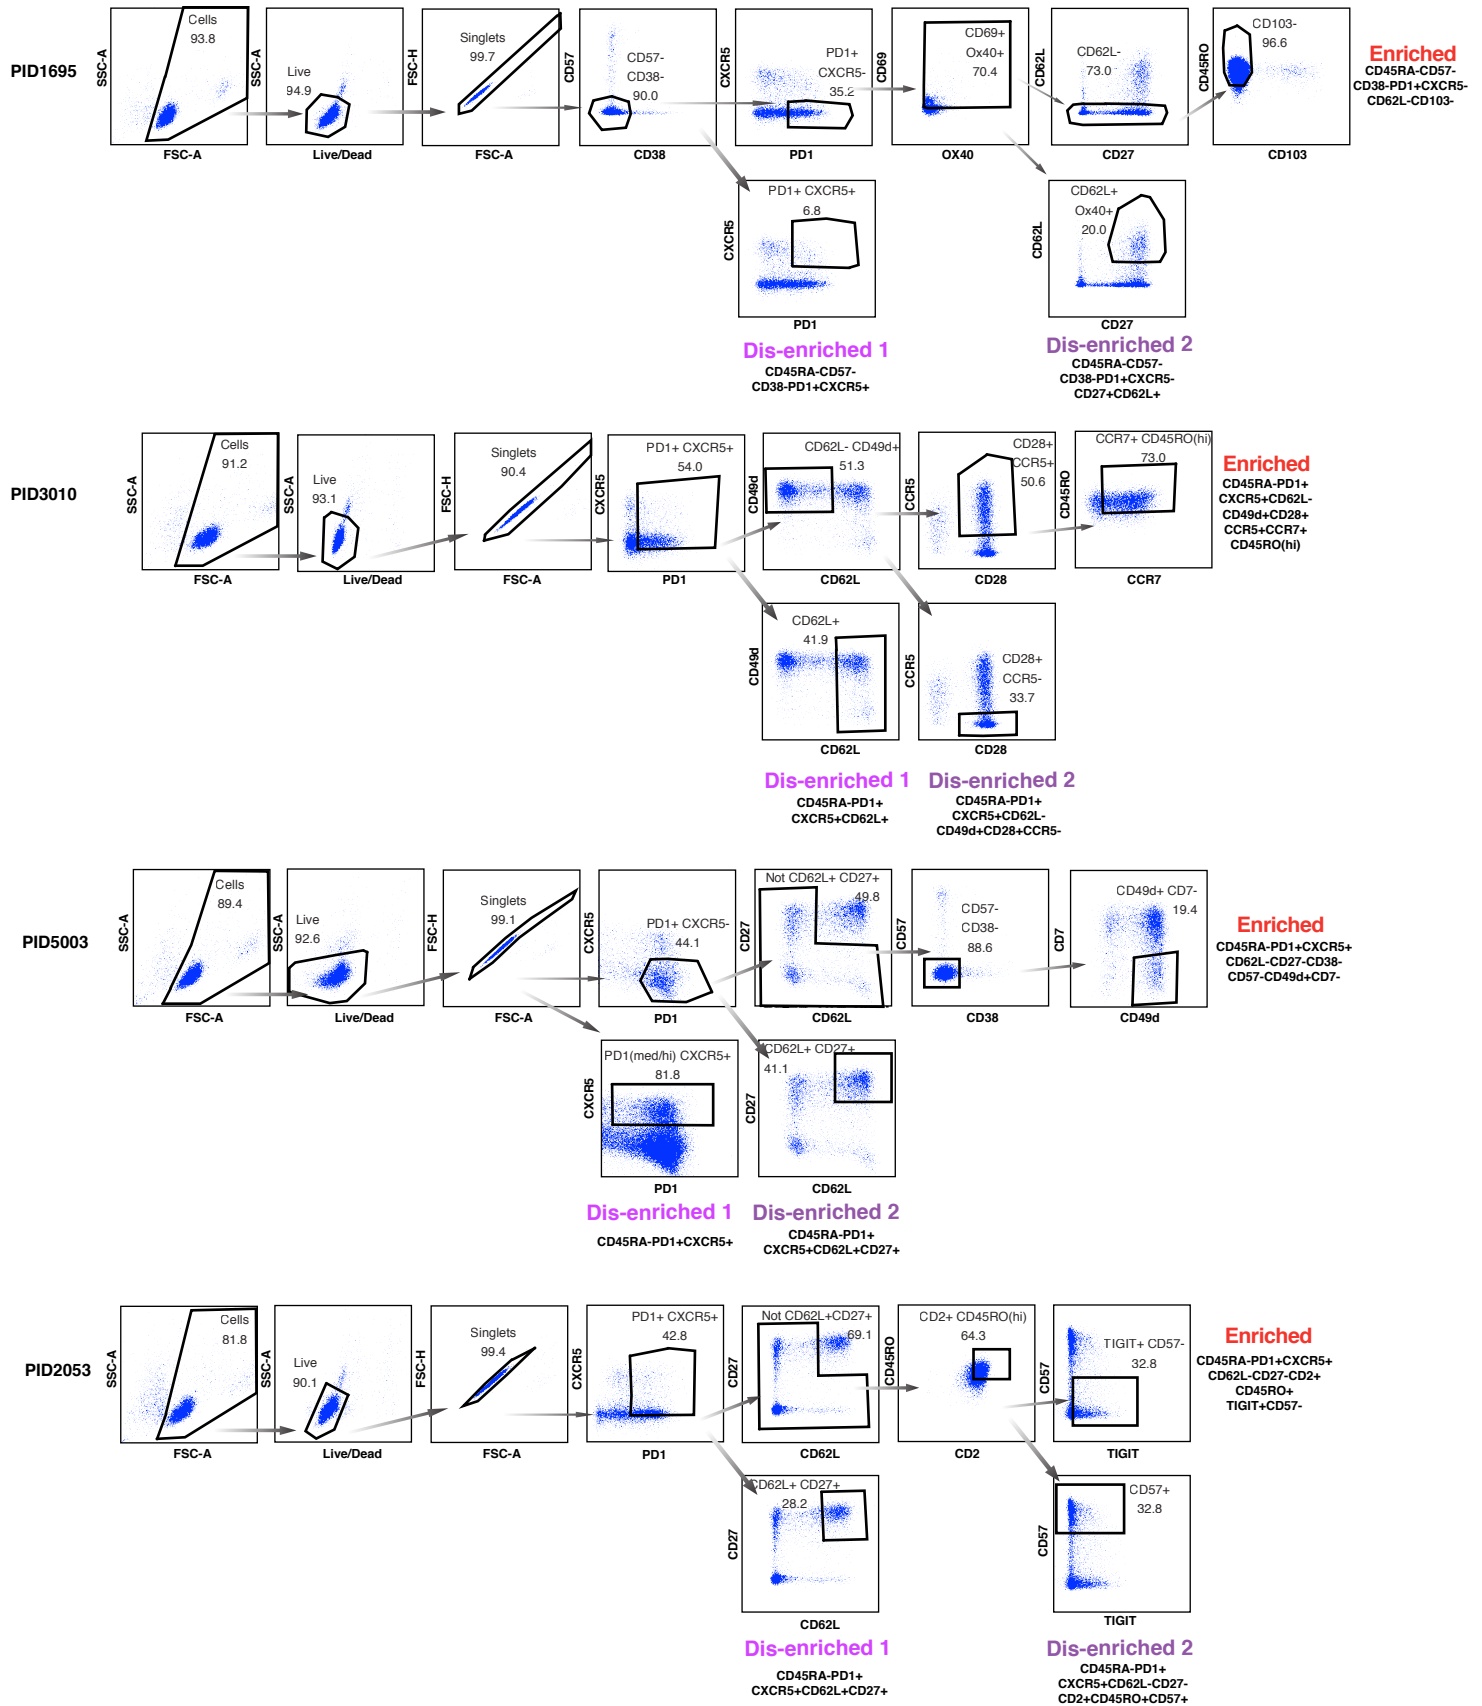 PID1695
SSC-A
Cells
93.8
FSC-A
SSC-A
Live
94.9
Live/Dead
FSC-H
Singlets
99.7
FSC-A
CD57
CD57-
CD38-
90.0
CD38
CXCR5
PD1+
CXCR5-
35.2
PD1
CD69
CD69+
Ox40+
70.4
OX40
CD62L
CD62L-
73.0
CD27
CD45RO
CD103-
96.6
CD103
Enriched
CD45RA-CD57-
CD38-PD1+CXCR5-
CD62L-CD103-
CXCR5
PD1+ CXCR5+
6.8
PD1
Dis-enriched 1
CD45RA-CD57-
CD38-PD1+CXCR5+
CD62L
CD62L+
Ox40+
20.0
CD27
Dis-enriched 2
CD45RA-CD57-
CD38-PD1+CXCR5-
CD27+CD62L+
PID3010
SSC-A
Cells
91.2
FSC-A
SSC-A
Live
93.1
Live/Dead
FSC-H
Singlets
90.4
FSC-A
CXCR5
PD1+ CXCR5+
54.0
PD1
CD49d
CD62L- CD49d+
51.3
CD62L
CCR5
CD28+
CCR5+
50.6
CD28
CD45RO
CCR7+ CD45RO(hi)
73.0
CCR7
Enriched
CD45RA-PD1+
CXCR5+CD62L-
CD49d+CD28+
CCR5+CCR7+
CD45RO(hi)
CD49d
CD62L+
41.9
CD62L
Dis-enriched 1
CD45RA-PD1+
CXCR5+CD62L+
CCR5
CD28+
CCR5-
33.7
CD28
Dis-enriched 2
CD45RA-PD1+
CXCR5+CD62L-
CD49d+CD28+CCR5-
PID5003
SSC-A
Cells
89.4
FSC-A
SSC-A
Live
92.6
Live/Dead
FSC-H
Singlets
99.1
FSC-A
CXCR5
PD1+ CXCR5-
44.1
PD1
CD27
Not CD62L+ CD27+
49.8
CD62L
CD57
CD57-
CD38-
88.6
CD38
CD7
CD49d+ CD7-
19.4
CD49d
Enriched
CD45RA-PD1+CXCR5+
CD62L-CD27-CD38-
CD57-CD49d+CD7-
CXCR5
PD1(med/hi) CXCR5+
81.8
PD1
Dis-enriched 1
CD45RA-PD1+CXCR5+
CD27
CD62L+ CD27+
41.1
CD62L
Dis-enriched 2
CD45RA-PD1+
CXCR5+CD62L+CD27+
PID2053
SSC-A
Cells
81.8
FSC-A
SSC-A
Live
90.1
Live/Dead
FSC-H
Singlets
99.4
FSC-A
CXCR5
PD1+ CXCR5+
42.8
PD1
CD27
Not CD62L+CD27+
69.1
CD62L
CD45RO
CD2+ CD45RO(hi)
64.3
CD2
CD57
TIGIT+ CD57-
32.8
TIGIT
Enriched
CD45RA-PD1+CXCR5+
CD62L-CD27-CD2+
CD45RO+
TIGIT+CD57-
CD27
CD62L+ CD27+
28.2
CD62L
Dis-enriched 1
CD45RA-PD1+
CXCR5+CD62L+CD27+
CD57
CD57+
32.8
TIGIT
Dis-enriched 2
CD45RA-PD1+
CXCR5+CD62L-CD27-
CD2+CD45RO+CD57+